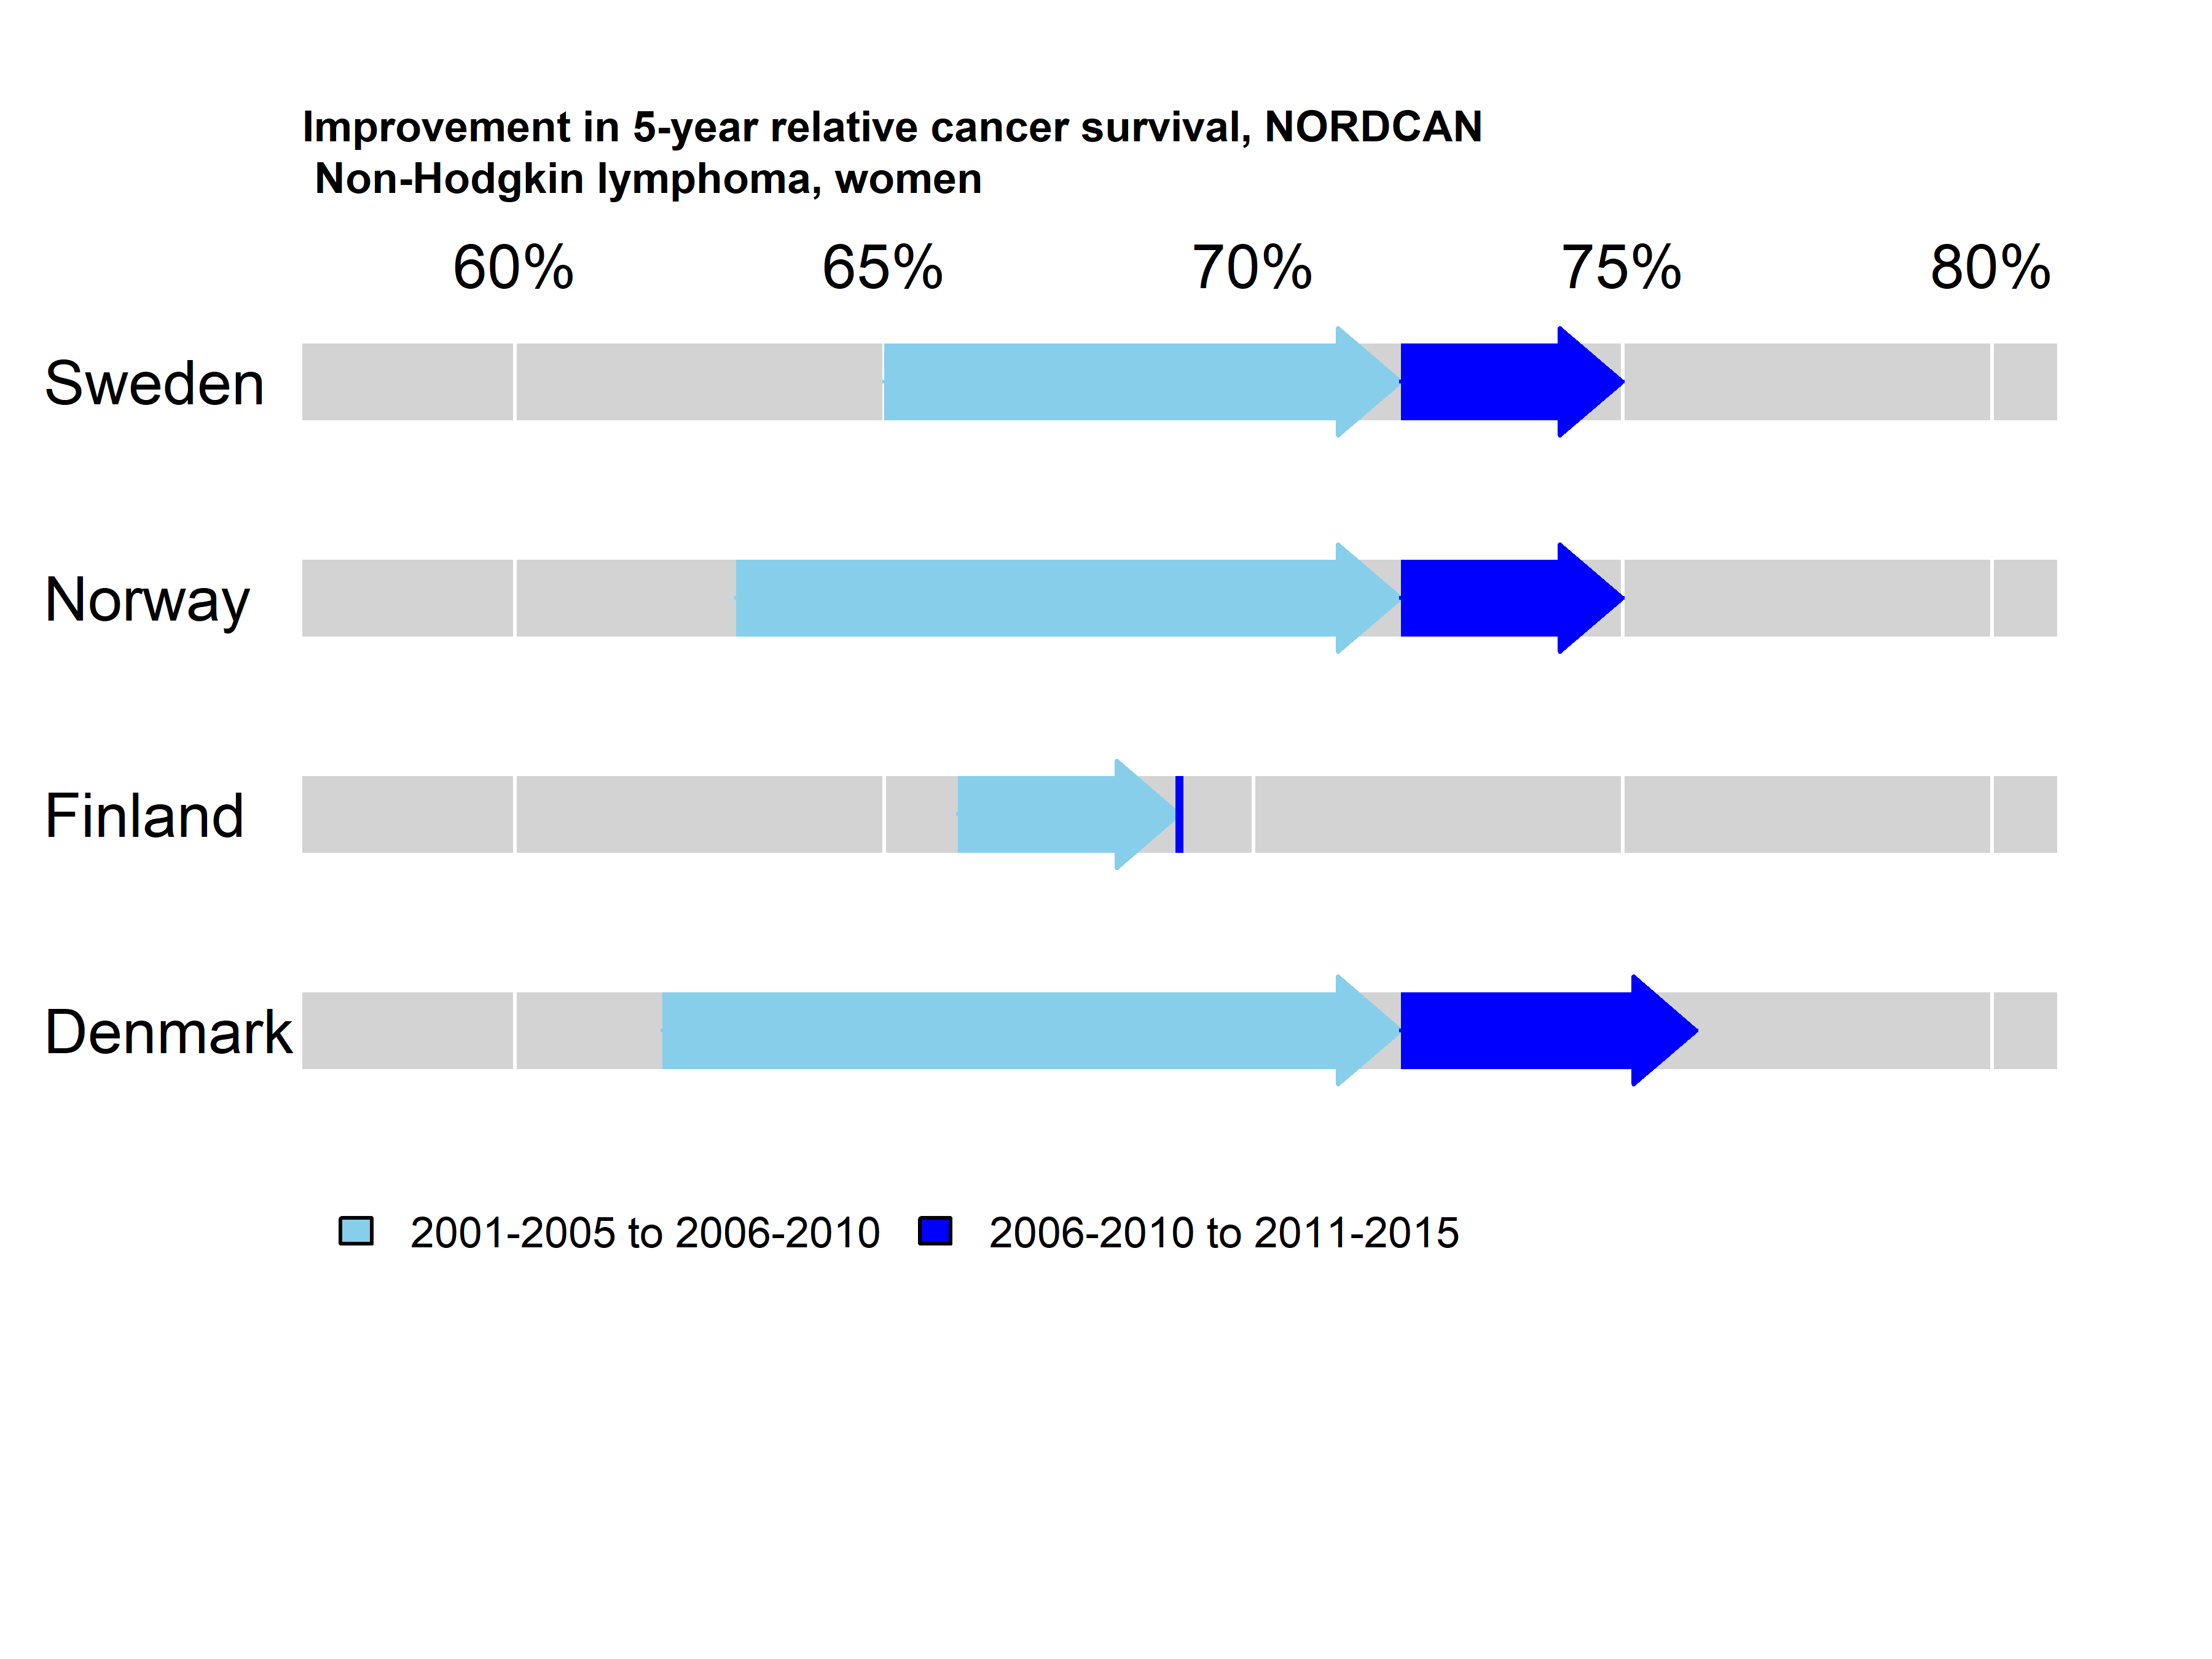 Improvement in 5-year relative cancer survival, NORDCAN
Non-Hodgkin lymphoma, women
60% 65% 70% 75% 80%
Sweden
Norway
Finland
Denmark
2001-2005 to 2006-2010 2006-2010 to 2011-2015